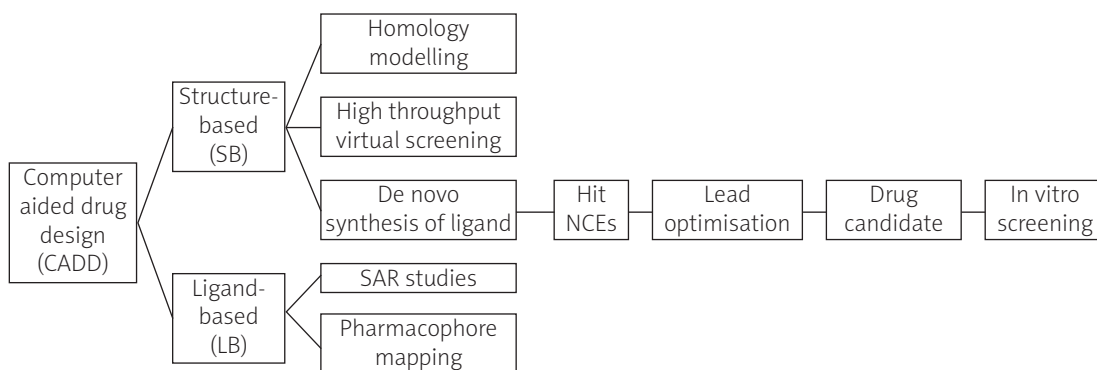 Computer
aided drug
design
(CADD)
Structure-
based
(SB)
Ligand-
based
(LB)
Homology
modelling
High throughput
virtual screening
De novo
synthesis of ligand
SAR studies
Pharmacophore
mapping
Hit
NCEs
Lead
optimisation
Drug
candidate
In vitro
screening